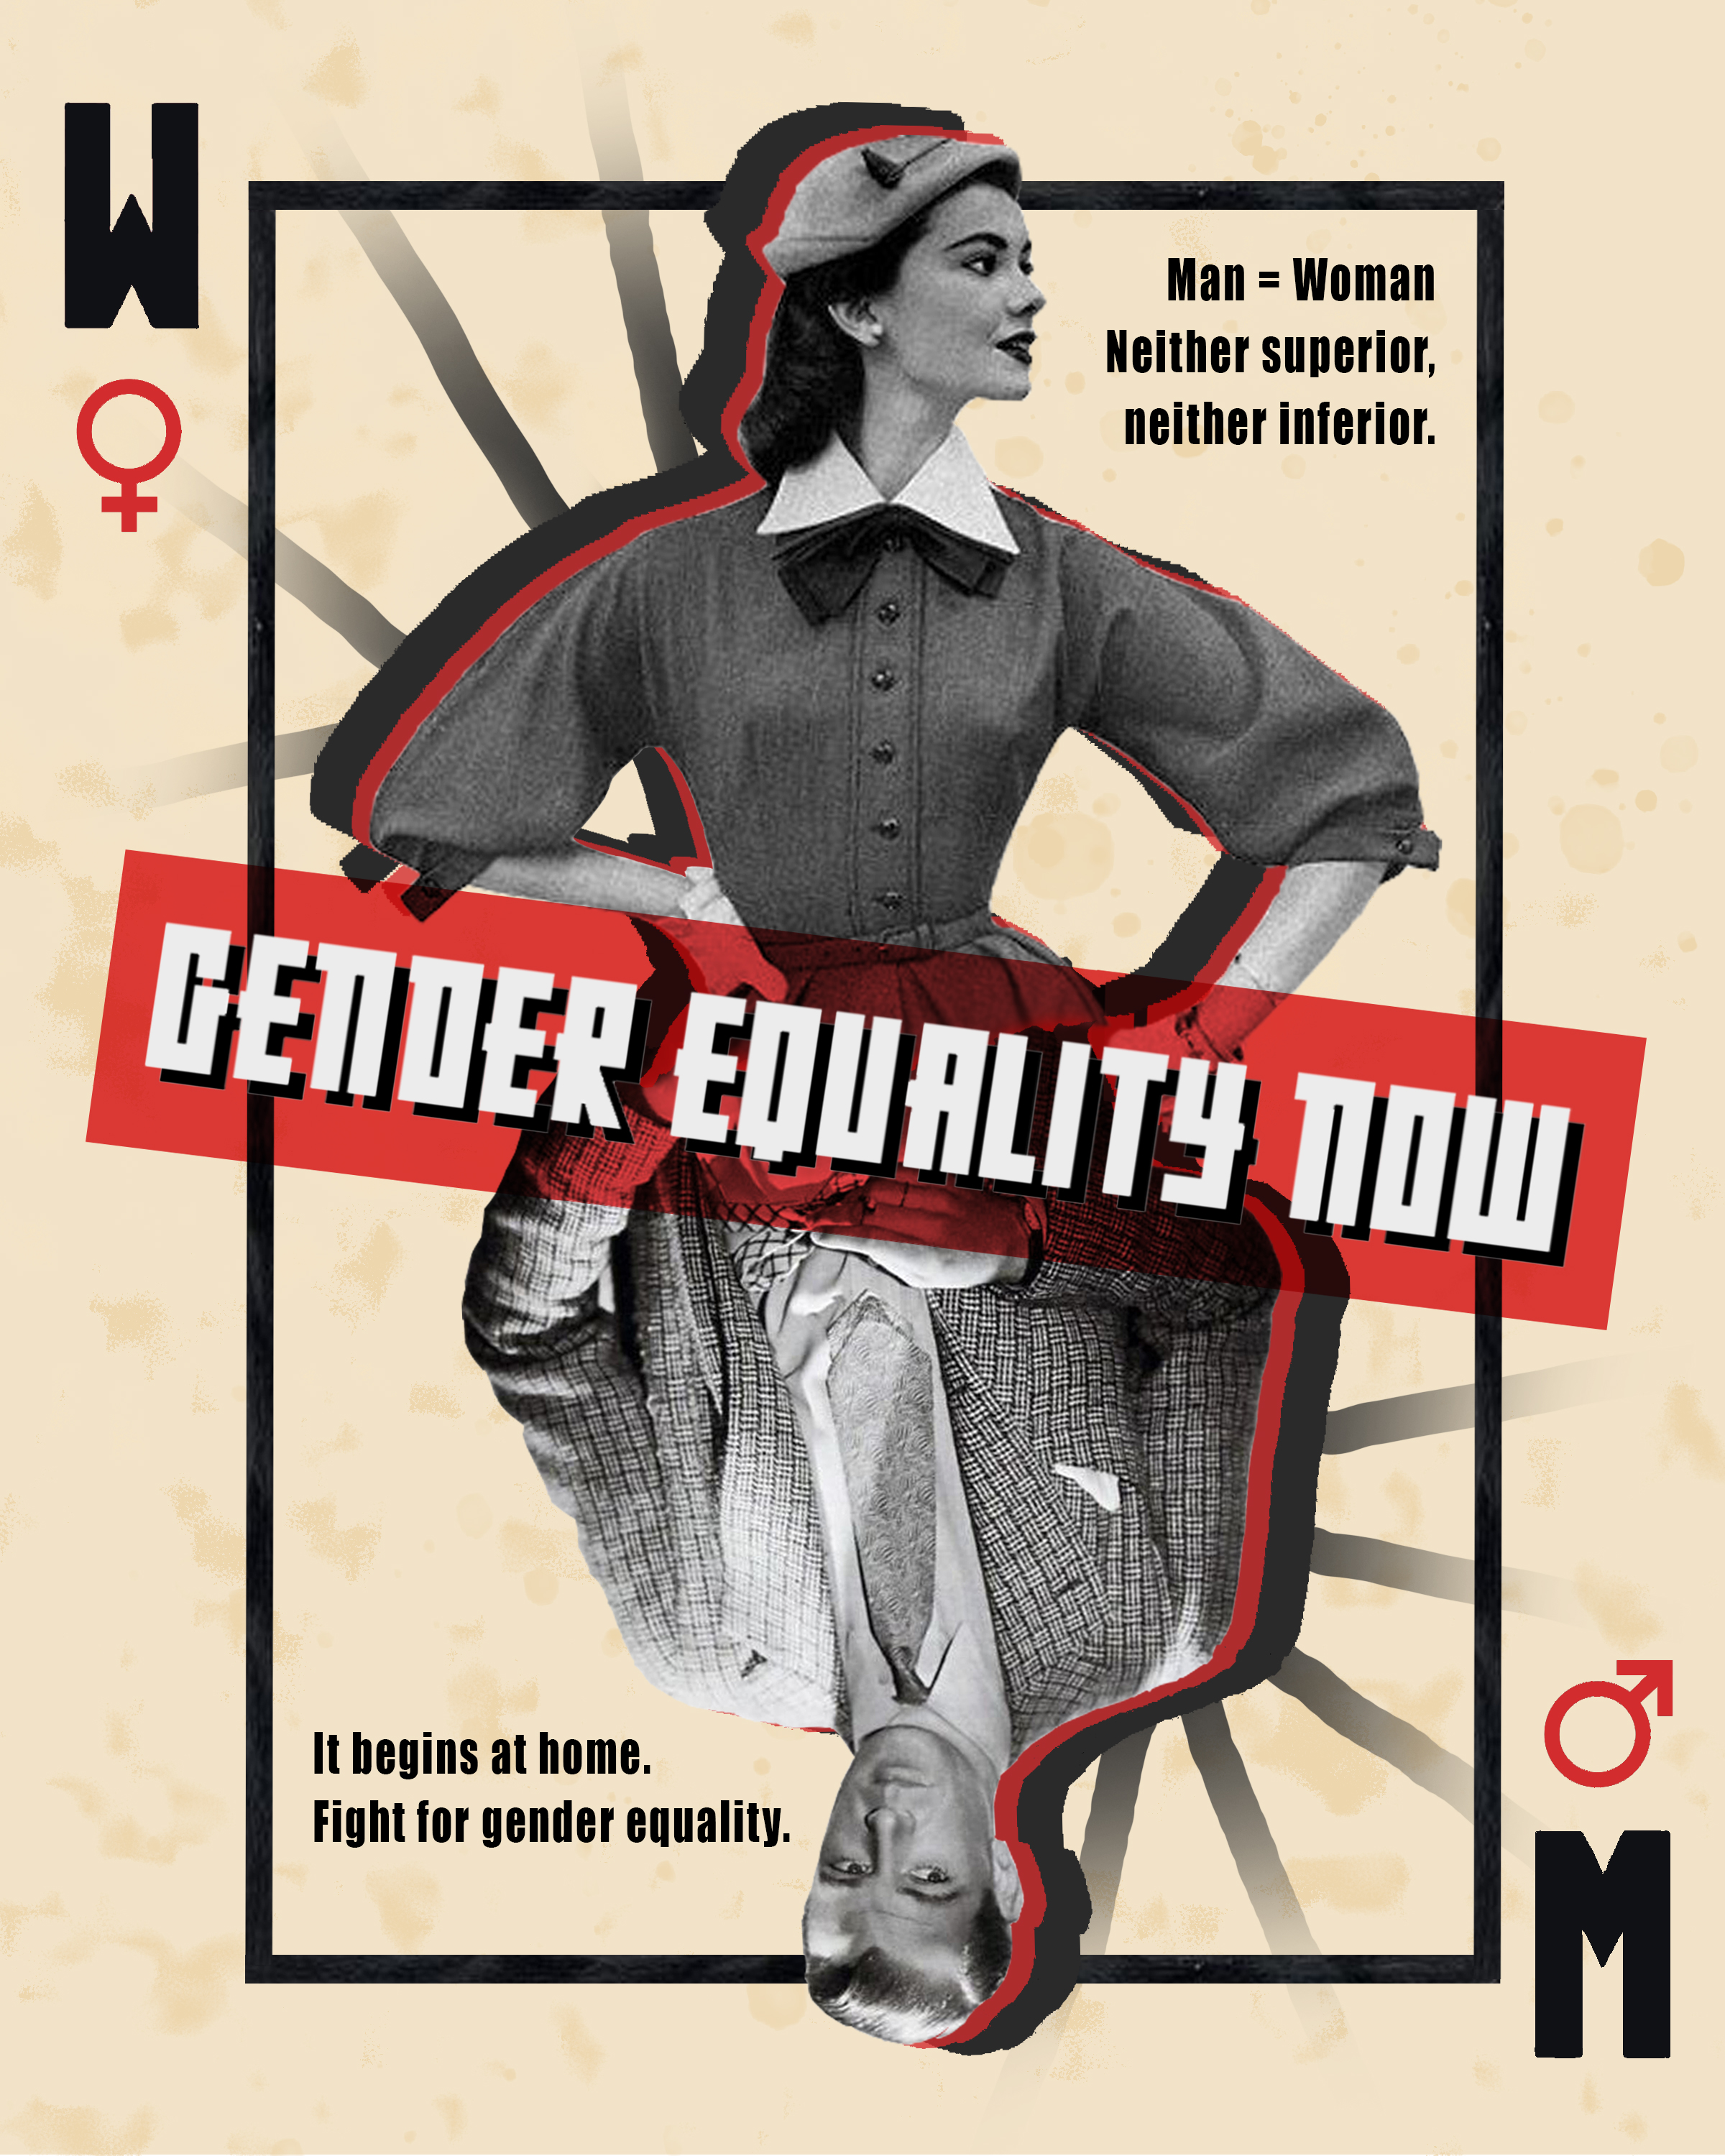 W
Man = Woman
Neither superior,
neither inferior.
GENDER EQUALITY NOW
It begins at home.
Fight for gender equality.
M